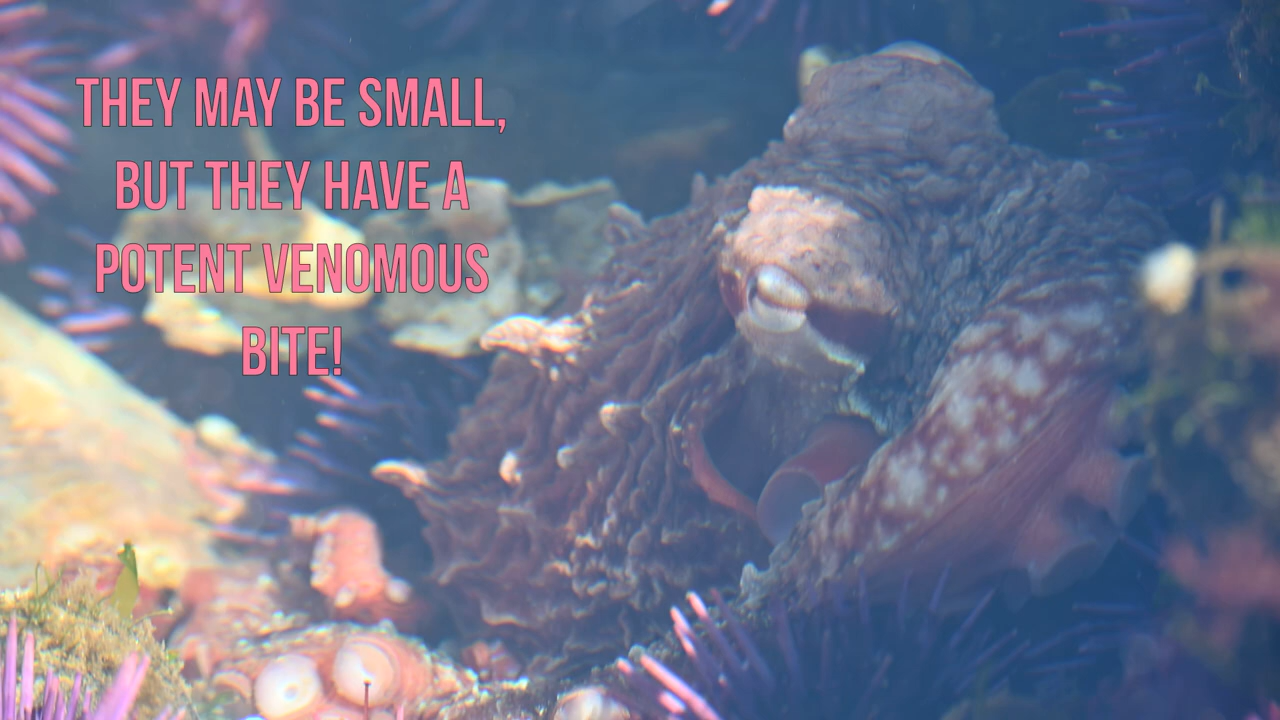 THEY MAY BE SMALL,
BUT THEY HAVE A
POTENT VENOMOUS
BITE!